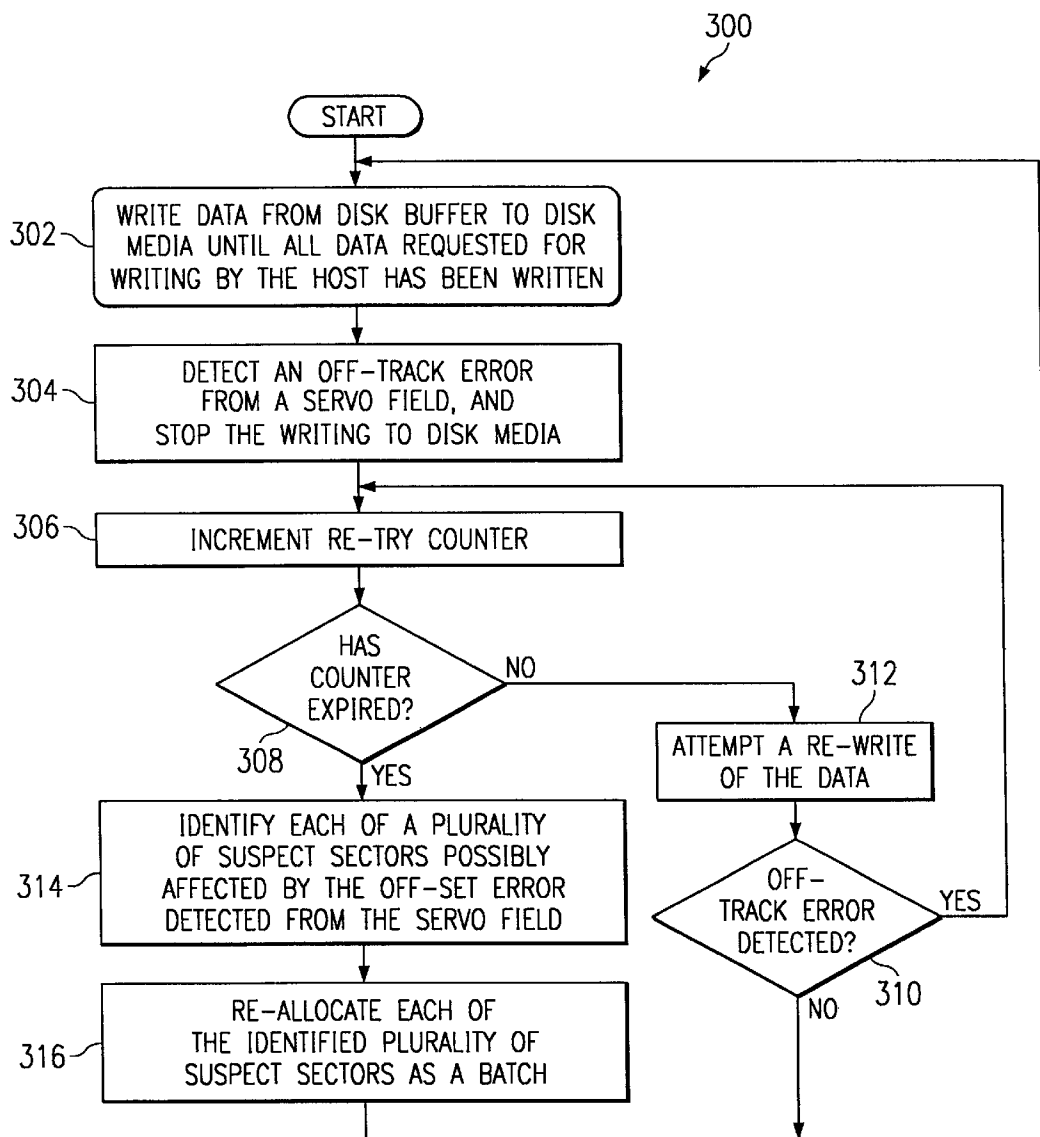 300
START
302
WRITE DATA FROM DISK BUFFER TO DISK
MEDIA UNTIL ALL DATA REQUESTED FOR
WRITING BY THE HOST HAS BEEN WRITTEN
304
DETECT AN OFF-TRACK ERROR
FROM A SERVO FIELD, AND
STOP THE WRITING TO DISK MEDIA
306
INCREMENT RE-TRY COUNTER
HAS
COUNTER
EXPIRED?
308
NO
YES
312
ATTEMPT A RE-WRITE
OF THE DATA
314
IDENTIFY EACH OF A PLURALITY
OF SUSPECT SECTORS POSSIBLY
AFFECTED BY THE OFF-SET ERROR
DETECTED FROM THE SERVO FIELD
OFF-
TRACK ERROR
DETECTED?
YES
310
NO
316
RE-ALLOCATE EACH OF
THE IDENTIFIED PLURALITY OF
SUSPECT SECTORS AS A BATCH